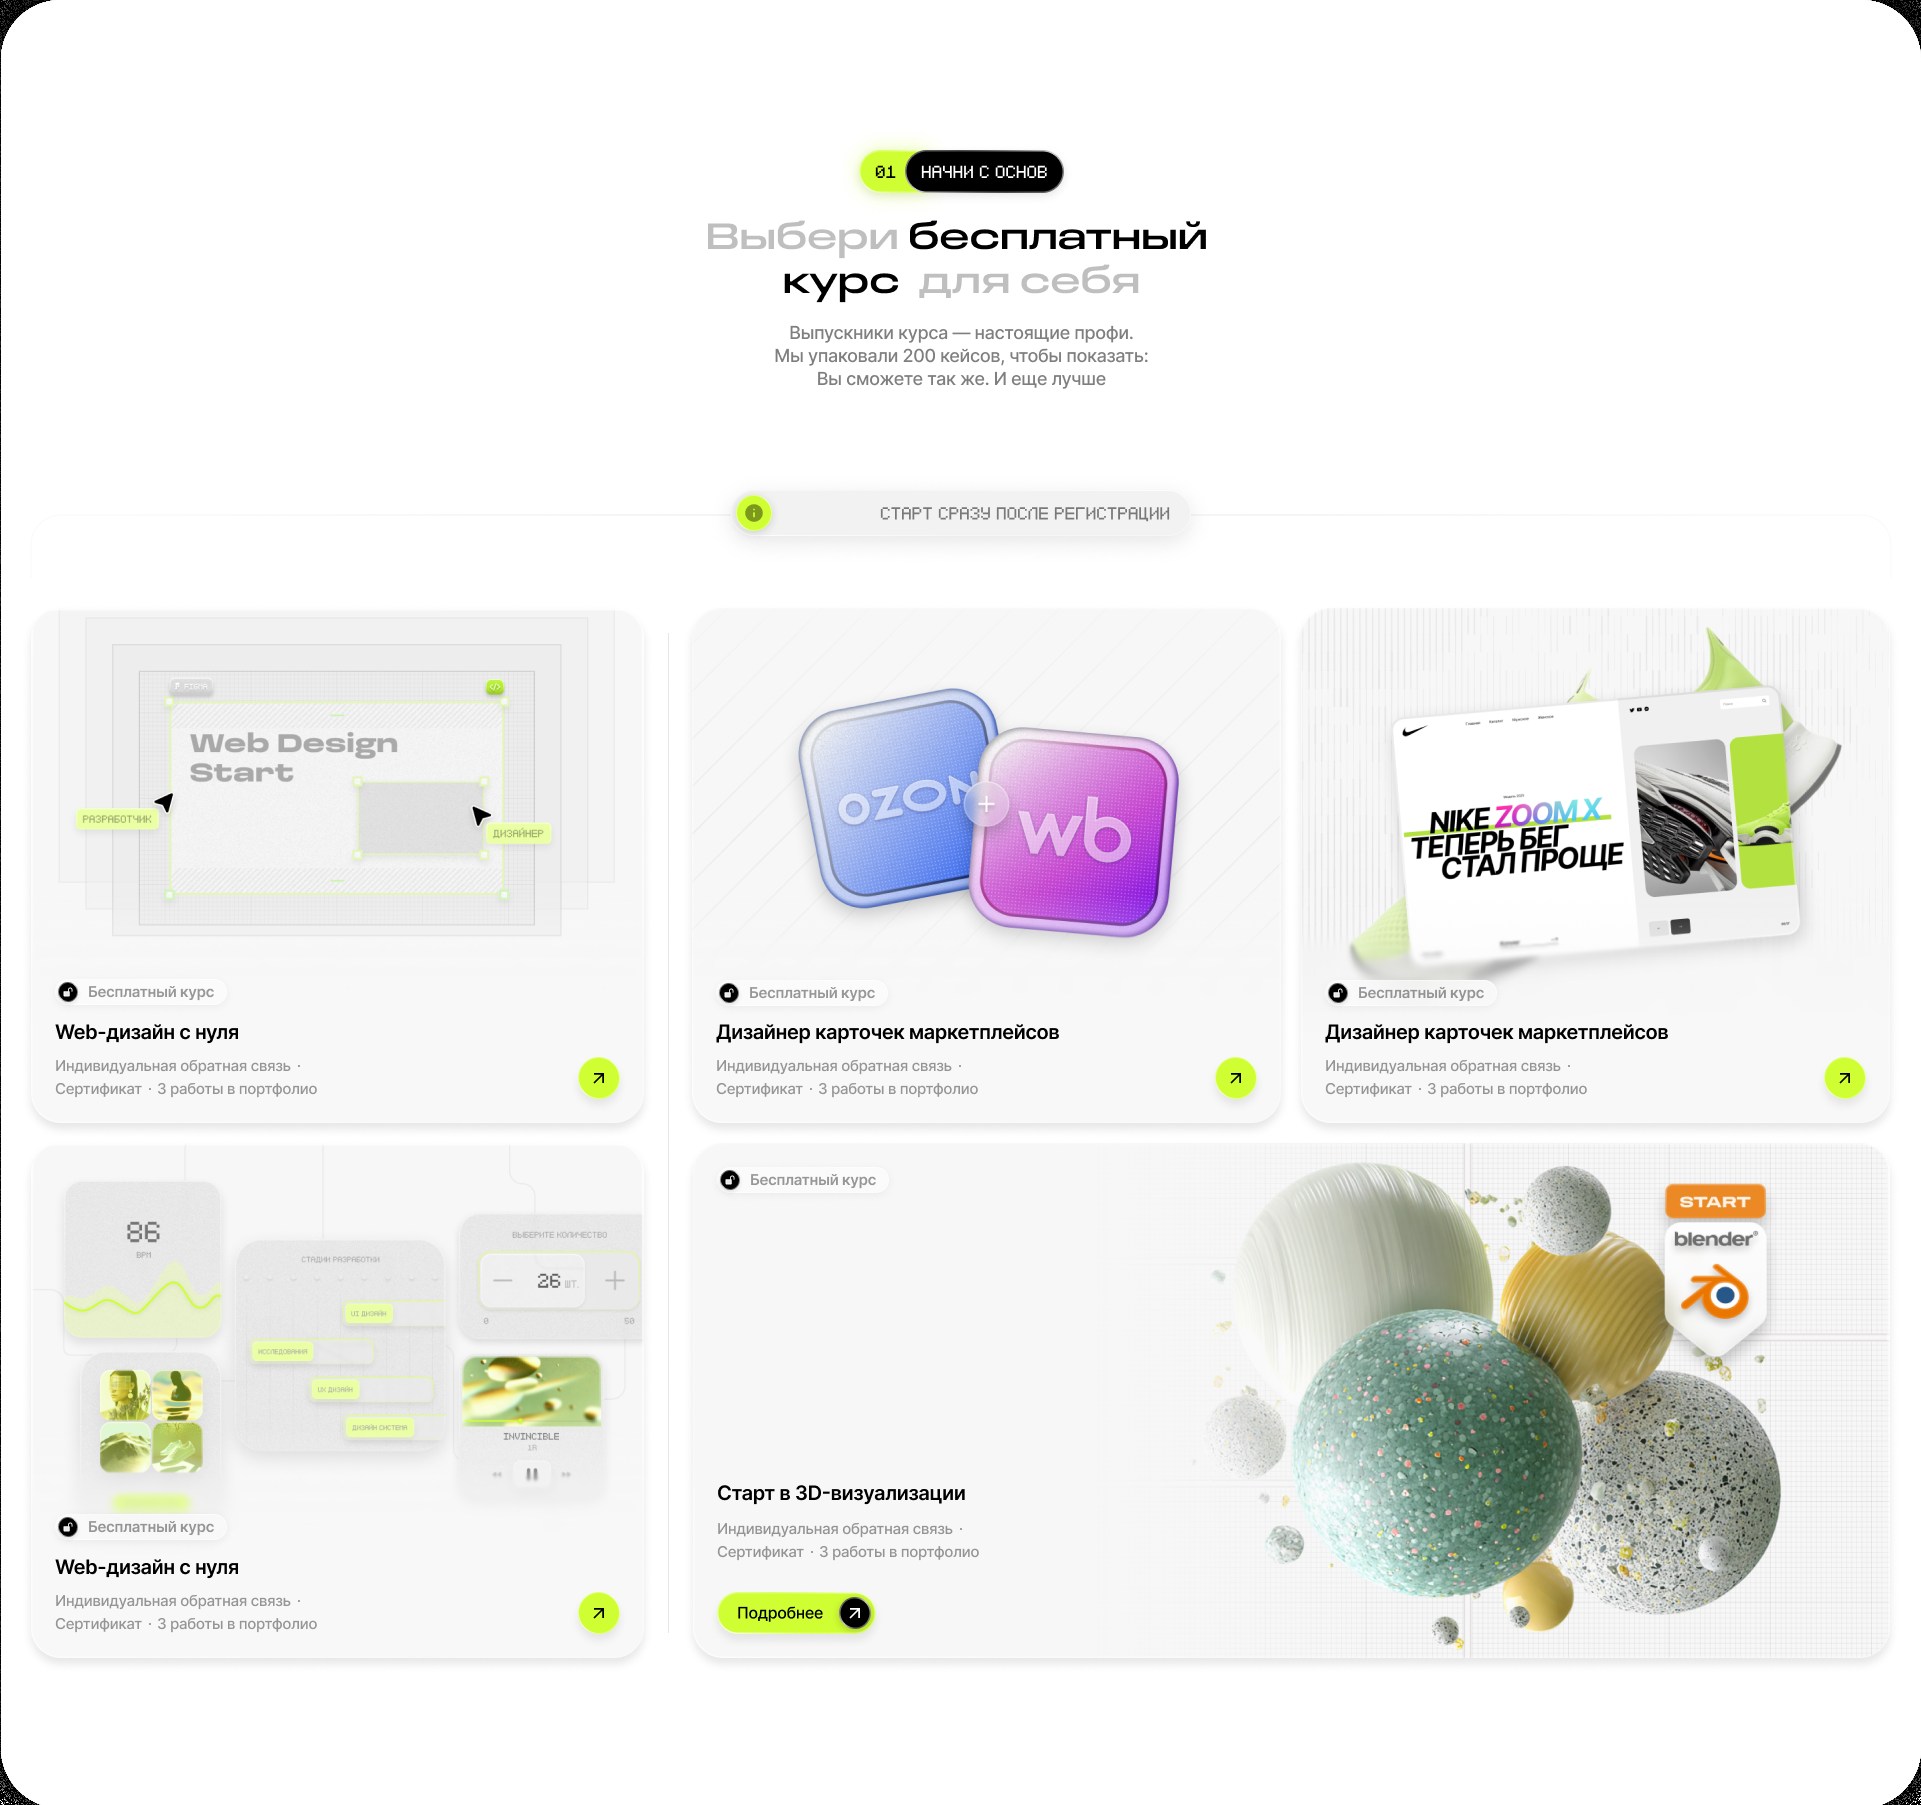 01 НАЧНИ С ОСНОВ
Выбери бесплатный
курс для себя
Выпускники курса — настоящие профи.
Мы упаковали 200 кейсов, чтобы показать:
Вы сможете так же. И еще лучше
СТАРТ СРАЗУ ПОСЛЕ РЕГИСТРАЦИИ
FIGMA
</>
Web Design
Start
РАЗРАБОТЧИК
ДИЗАЙНЕР
Бесплатный курс
Web-дизайн с нуля
Индивидуальная обратная связь ·
Сертификат · 3 работы в портфолио
OZON
wb
Бесплатный курс
Дизайнер карточек маркетплейсов
Индивидуальная обратная связь ·
Сертификат · 3 работы в портфолио
NIKE ZOOM X
ТЕПЕРЬ БЕГ
СТАЛ ПРОЩЕ
Бесплатный курс
Дизайнер карточек маркетплейсов
Индивидуальная обратная связь ·
Сертификат · 3 работы в портфолио
86
BPM
СТАДИИ РАЗРАБОТКИ
UI ДИЗАЙН
ИССЛЕДОВАНИЯ
UX ДИЗАЙН
ДИЗАЙН СИСТЕМА
ВЫБЕРИТЕ КОЛИЧЕСТВО
— 26 ШТ. +
0 50
INVINCIBLE
Бесплатный курс
Web-дизайн с нуля
Индивидуальная обратная связь ·
Сертификат · 3 работы в портфолио
Бесплатный курс
START
blender®
Старт в 3D-визуализации
Индивидуальная обратная связь ·
Сертификат · 3 работы в портфолио
Подробнее